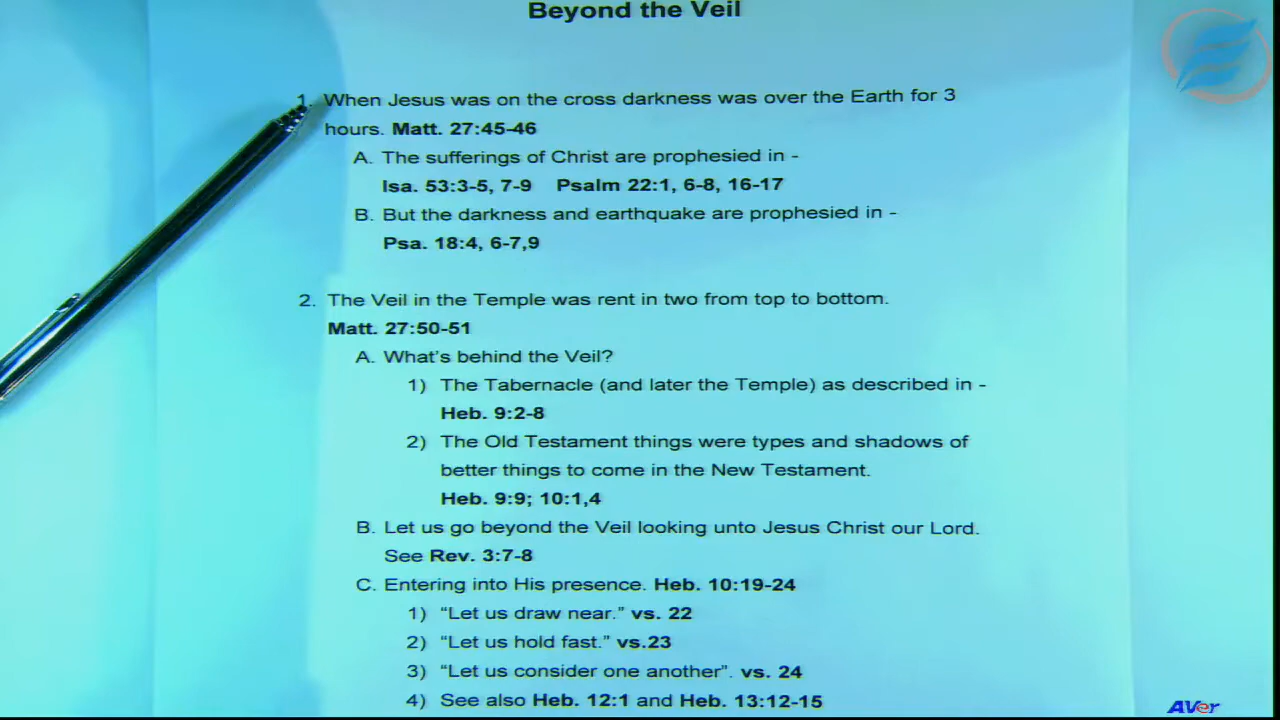 Beyond the Veil
1. When Jesus was on the cross darkness was over the Earth for 3
hours. Matt. 27:45-46
A. The sufferings of Christ are prophesied in -
Isa. 53:3-5, 7-9 Psalm 22:1, 6-8, 16-17
B. But the darkness and earthquake are prophesied in -
Psa. 18:4, 6-7,9
2. The Veil in the Temple was rent in two from top to bottom.
Matt. 27:50-51
A. What's behind the Veil?
1) The Tabernacle (and later the Temple) as described in -
Heb. 9:2-8
2) The Old Testament things were types and shadows of
better things to come in the New Testament.
Heb. 9:9; 10:1,4
B. Let us go beyond the Veil looking unto Jesus Christ our Lord.
See Rev. 3:7-8
C. Entering into His presence. Heb. 10:19-24
1) “Let us draw near.” vs. 22
2) “Let us hold fast.” vs.23
3) “Let us consider one another”. vs. 24
4) See also Heb. 12:1 and Heb. 13:12-15
AVer